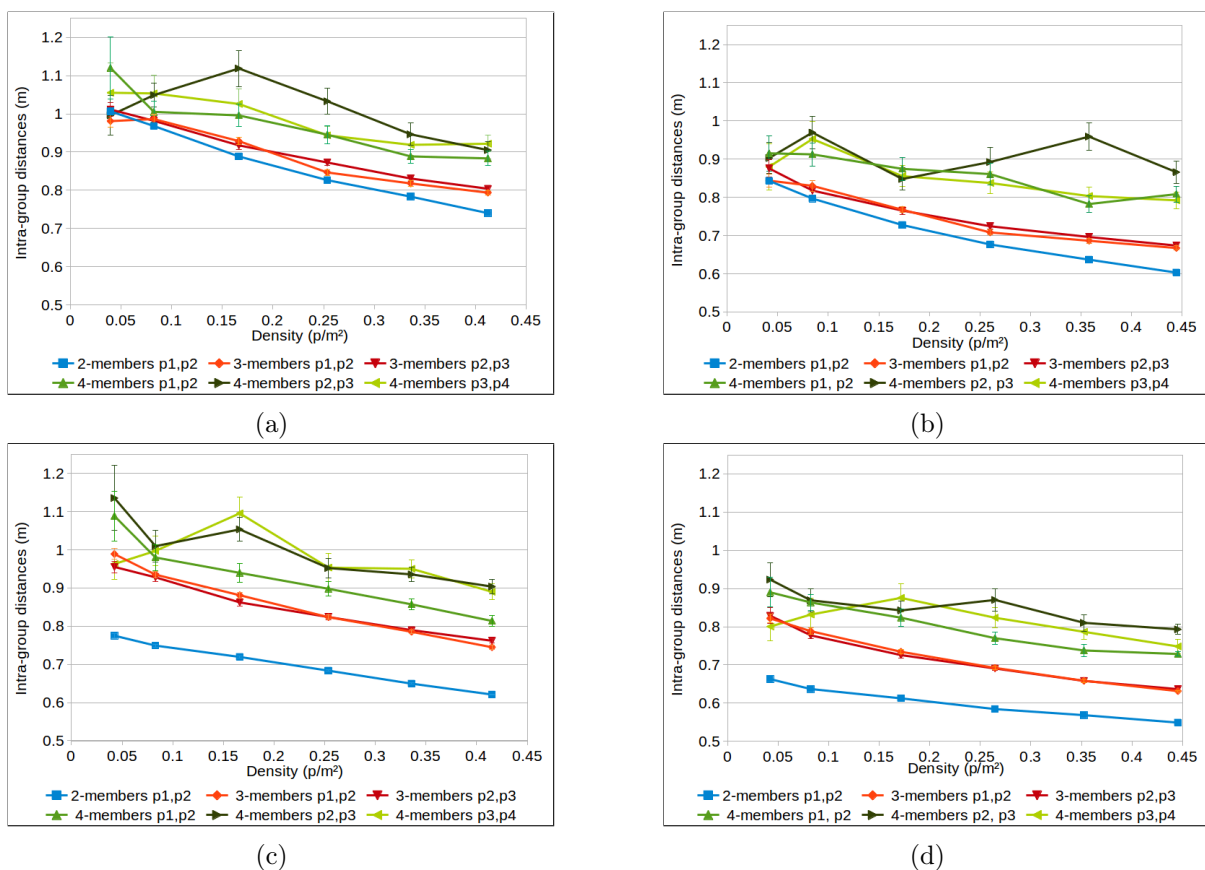 1.2
1.1
1
0.9
0.8
0.7
0.6
0.5
Intra-group distances (m)
0 0.05 0.1 0.15 0.2 0.25 0.3 0.35 0.4 0.45
Density (p/m²)
2-members p1,p2 3-members p1,p2 3-members p2,p3
4-members p1,p2 4-members p2,p3 4-members p3,p4
(a)
1.2
1.1
1
0.9
0.8
0.7
0.6
0.5
Intra-group distances (m)
0 0.05 0.1 0.15 0.2 0.25 0.3 0.35 0.4 0.45
Density (p/m²)
2-members p1,p2 3-members p1,p2 3-members p2,p3
4-members p1, p2 4-members p2, p3 4-members p3,p4
(b)
1.2
1.1
1
0.9
0.8
0.7
0.6
0.5
Intra-group distances (m)
0 0.05 0.1 0.15 0.2 0.25 0.3 0.35 0.4 0.45
Density (p/m²)
2-members p1,p2 3-members p1,p2 3-members p2,p3
4-members p1,p2 4-members p2,p3 4-members p3,p4
(c)
1.2
1.1
1
0.9
0.8
0.7
0.6
0.5
Intra-group distances (m)
0 0.05 0.1 0.15 0.2 0.25 0.3 0.35 0.4 0.45
Density (p/m²)
2-members p1,p2 3-members p1,p2 3-members p2,p3
4-members p1, p2 4-members p2, p3 4-members p3,p4
(d)